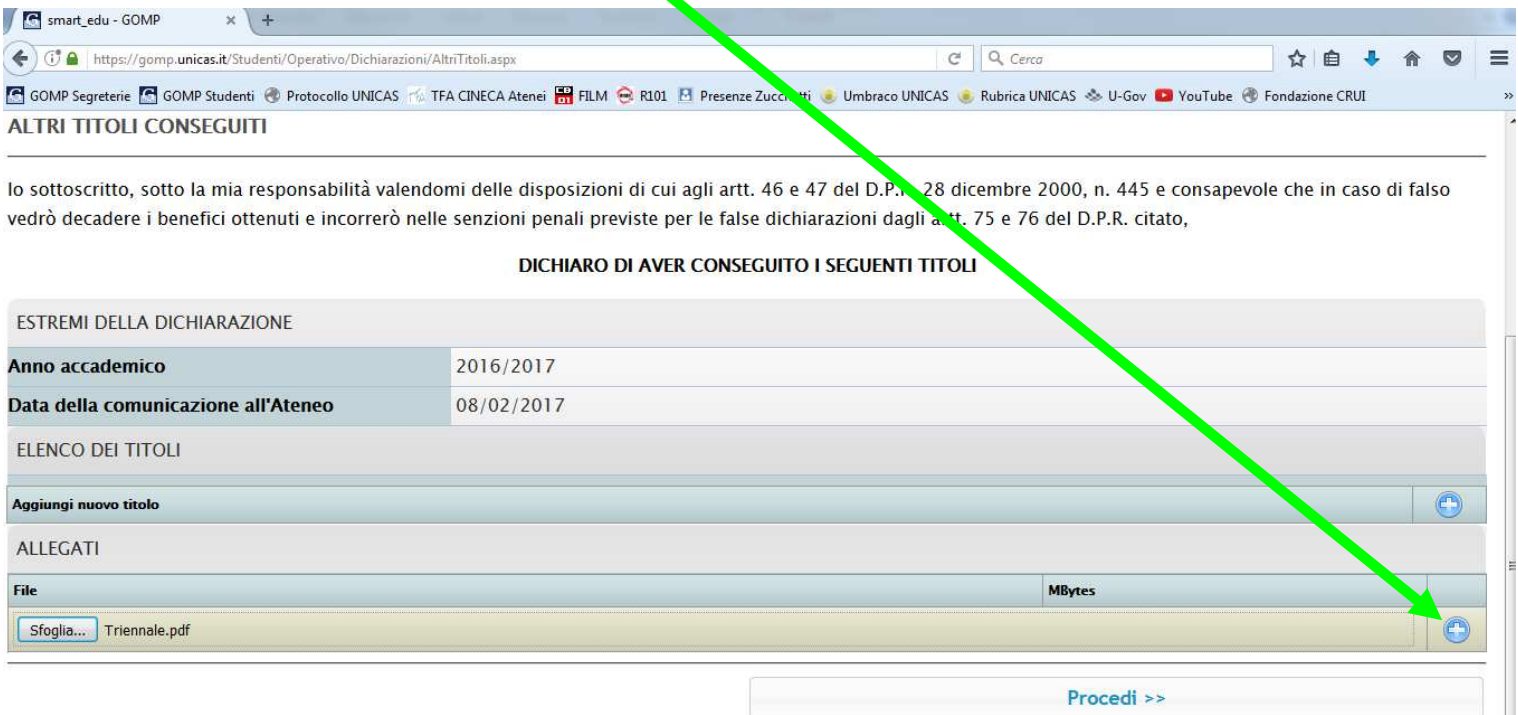 smart_edu - GOMP
https://gomp.unicas.it/Studenti/Operativo/Dichiarazioni/AltriTitoli.aspx
Cerca
GOMP Segreterie GOMP Studenti Protocollo UNICAS TFA CINECA Atenei FILM R101 Presenze Umbraco UNICAS Rubrica UNICAS U-Gov YouTube Fondazione CRUI »
ALTRI TITOLI CONSEGUITI
Io sottoscritto, sotto la mia responsabilità valendomi delle disposizioni di cui agli artt. 46 e 47 del 28 dicembre 2000, n. 445 e consapevole che in caso di falso
vedrò decadere i benefici ottenuti e incorrerò nelle senzioni penali previste per le false dichiarazioni dagli 75 e 76 del D.P.R. citato,
DICHIARO DI AVER CONSEGUITO I SEGUENTI TITOLI
ESTREMI DELLA DICHIARAZIONE
Anno accademico 2016/2017
Data della comunicazione all'Ateneo 08/02/2017
ELENCO DEI TITOLI
Aggiungi nuovo titolo
ALLEGATI
File MBytes
Sfoglia... Triennale.pdf
Procedi >>